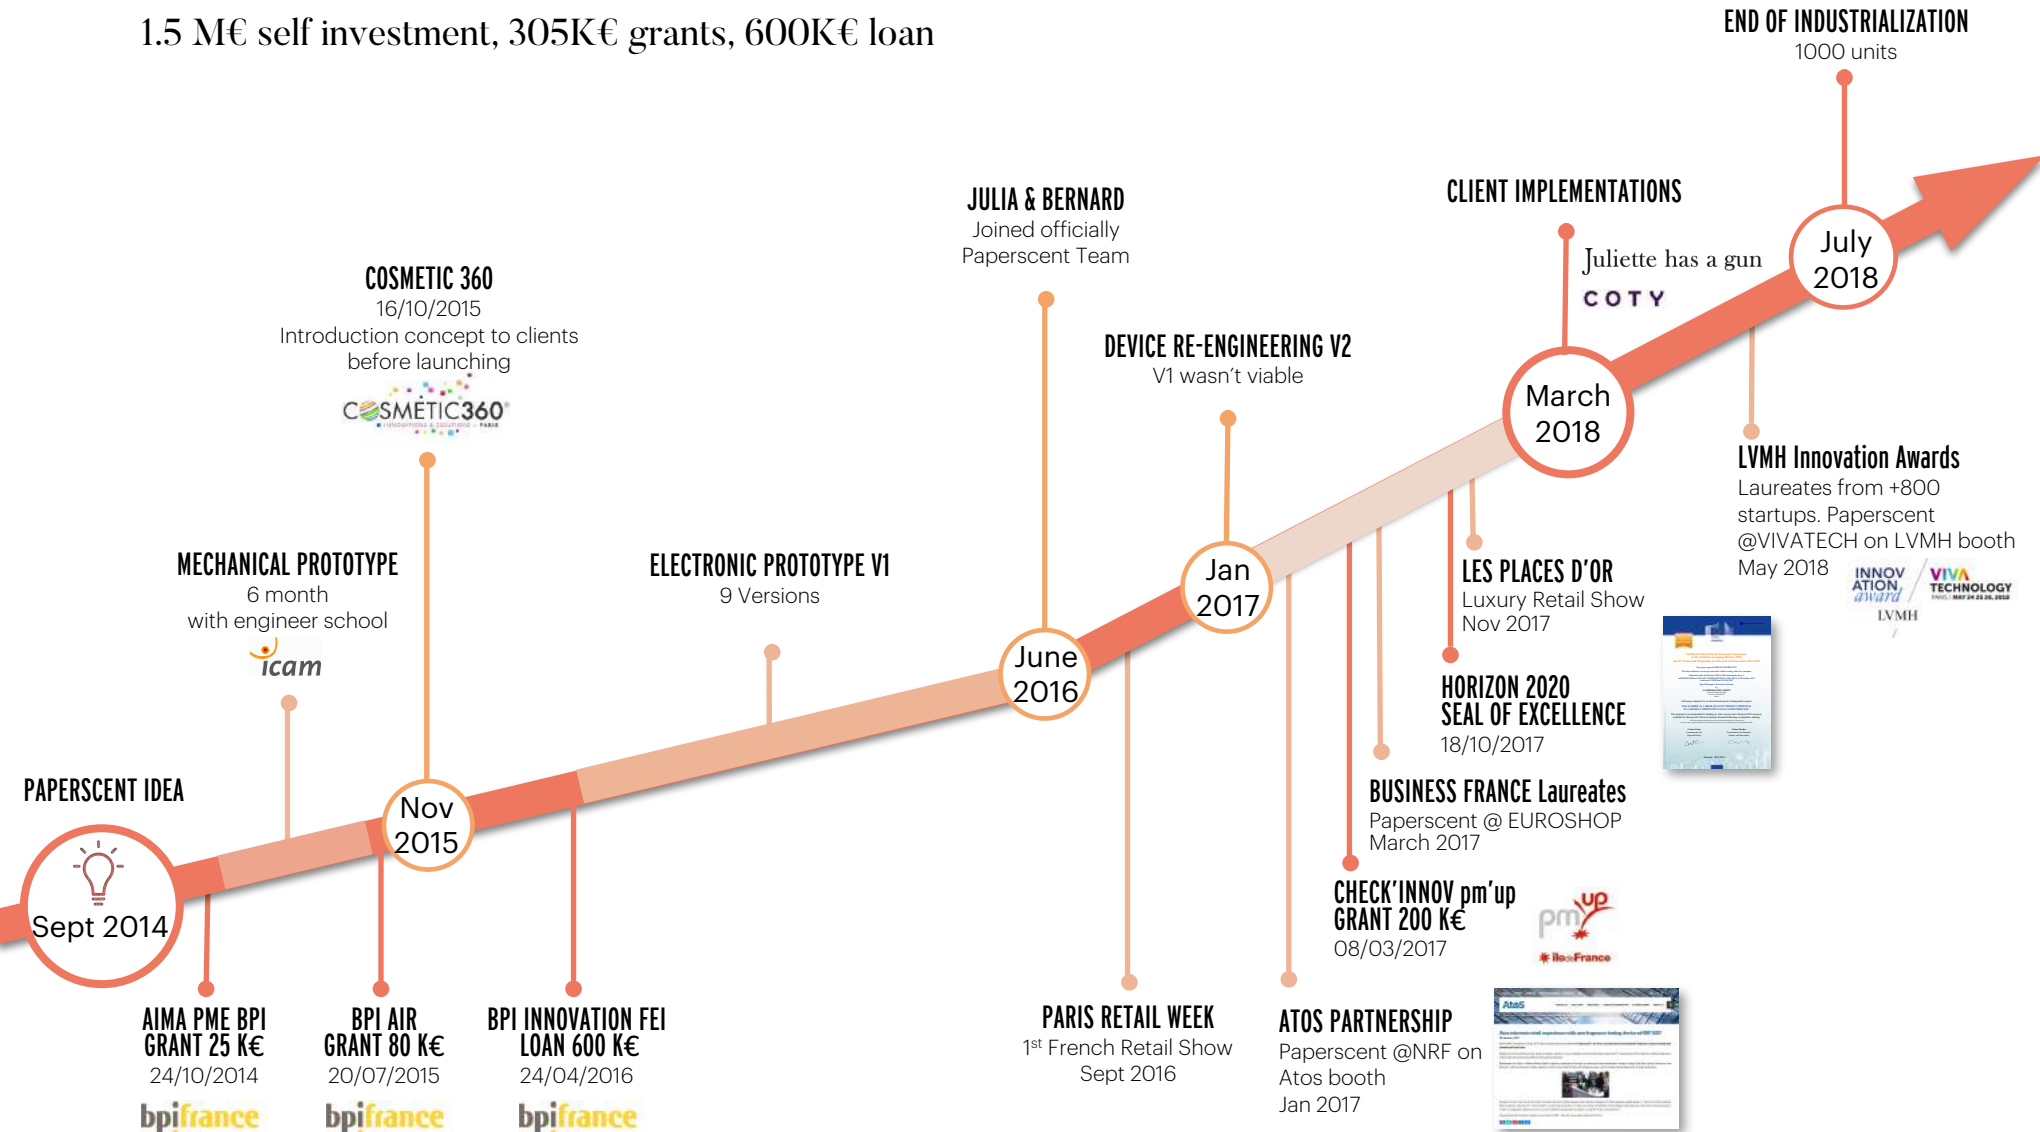 1.5 M€ self investment, 305K€ grants, 600K€ loan
END OF INDUSTRIALIZATION
1000 units
JULIA & BERNARD
Joined officially
Paperscent Team
CLIENT IMPLEMENTATIONS
Juliette has a gun
COTY
July
2018
COSMETIC 360
16/10/2015
Introduction concept to clients
before launching
COSMETIC360
DEVICE RE-ENGINEERING V2
V1 wasn't viable
March
2018
LVMH Innovation Awards
Laureates from +800
startups. Paperscent
@VIVATECH on LVMH booth
May 2018
INNOV
ATION
award
LVMH
VIVA
TECHNOLOGY
MECHANICAL PROTOTYPE
6 month
with engineer school
icam
ELECTRONIC PROTOTYPE V1
9 Versions
Jan
2017
LES PLACES D'OR
Luxury Retail Show
Nov 2017
June
2016
HORIZON 2020
SEAL OF EXCELLENCE
18/10/2017
PAPERSCENT IDEA
Sept 2014
Nov
2015
BUSINESS FRANCE Laureates
Paperscent @ EUROSHOP
March 2017
CHECK'INNOV pm'up
GRANT 200 K€
08/03/2017
pm up
îledeFrance
AIMA PME BPI
GRANT 25 K€
24/10/2014
bpifrance
BPI AIR
GRANT 80 K€
20/07/2015
bpifrance
BPI INNOVATION FEI
LOAN 600 K€
24/04/2016
bpifrance
PARIS RETAIL WEEK
1st French Retail Show
Sept 2016
ATOS PARTNERSHIP
Paperscent @NRF on
Atos booth
Jan 2017
Atos